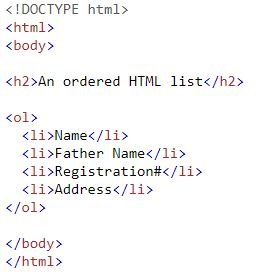 <!DOCTYPE html>
<html>
<body>

<h2>An ordered HTML list</h2>

<ol>
  <li>Name</li>
  <li>Father Name</li>
  <li>Registration#</li>
  <li>Address</li>
</ol>

</body>
</html>